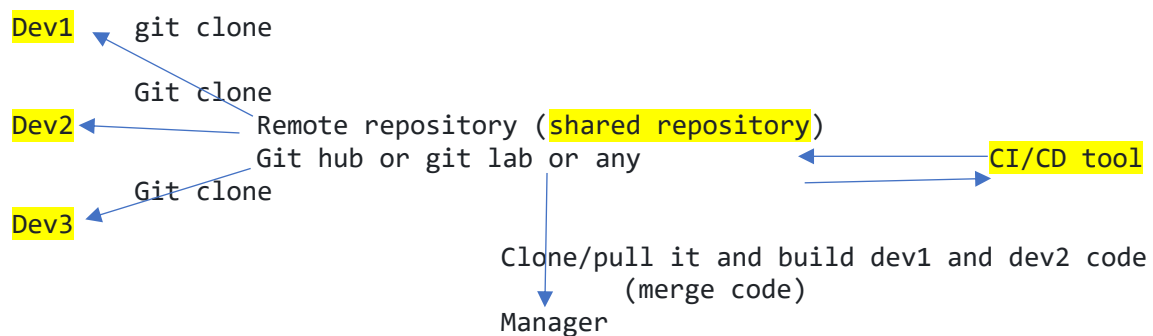 Dev1 git clone
Git clone
Dev2 Remote repository (shared repository)
Git hub or git lab or any CI/CD tool
Git clone
Dev3
Clone/pull it and build dev1 and dev2 code
(merge code)
Manager